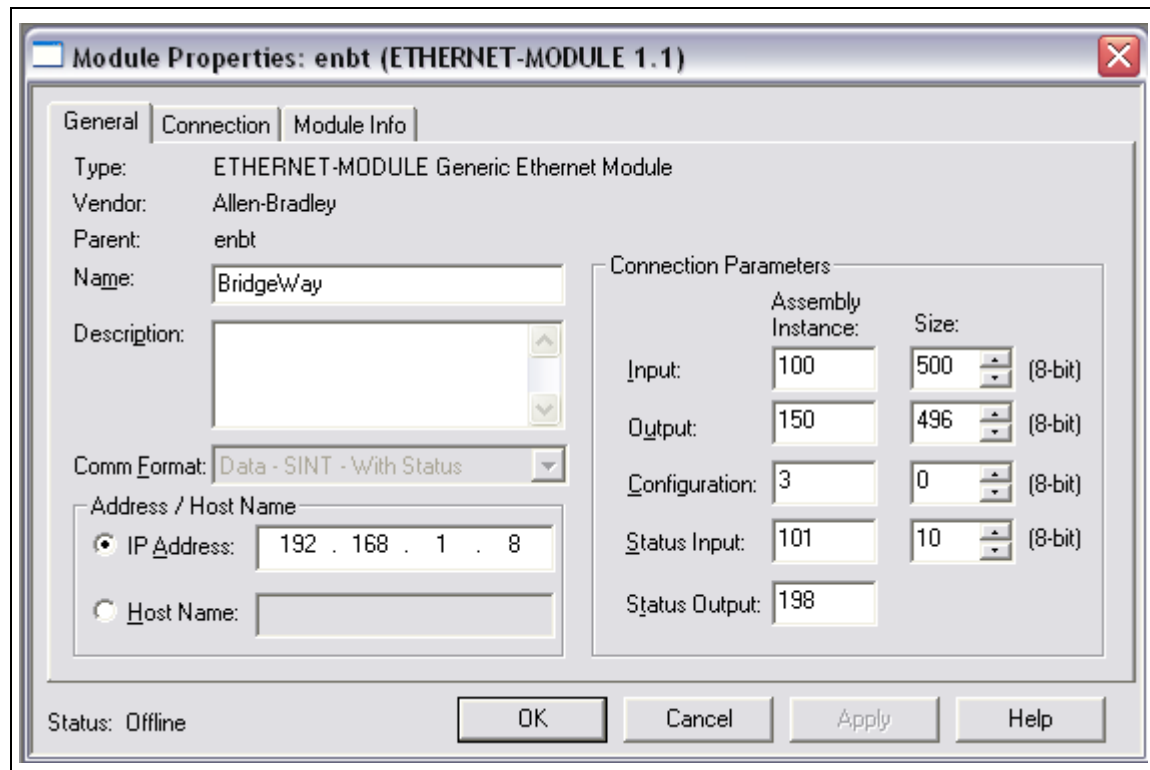 Module Properties: enbt (ETHERNET-MODULE 1.1)
General Connection Module Info
Type: ETHERNET-MODULE Generic Ethernet Module
Vendor: Allen-Bradley
Parent: enbt
Name: BridgeWay
Description:
Comm Format: Data - SINT - With Status
Address / Host Name
IP Address: 192 . 168 . 1 . 8
Host Name:
Connection Parameters
Assembly
Instance: Size:
Input: 100 500 (8-bit)
Output: 150 496 (8-bit)
Configuration: 3 0 (8-bit)
Status Input: 101 10 (8-bit)
Status Output: 198
Status: Offline
OK Cancel Apply Help